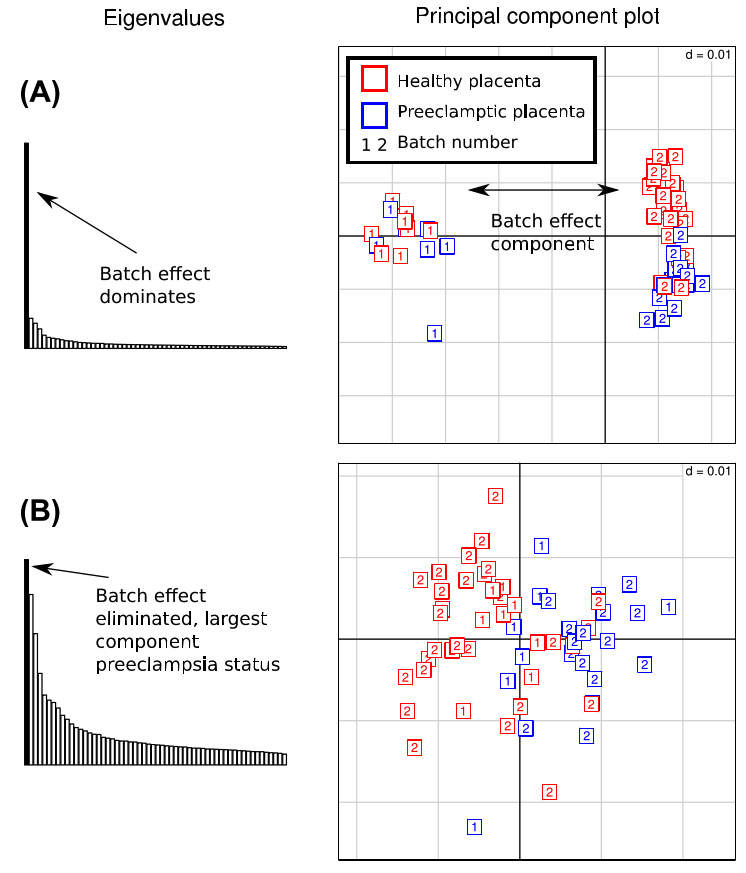 Eigenvalues
Principal component plot
(A)
d = 0.01
Healthy placenta
Preeclamptic placenta
1 2 Batch number
Batch effect
component
Batch effect
dominates
(B)
d = 0.01
Batch effect
eliminated, largest
component
preeclampsia status